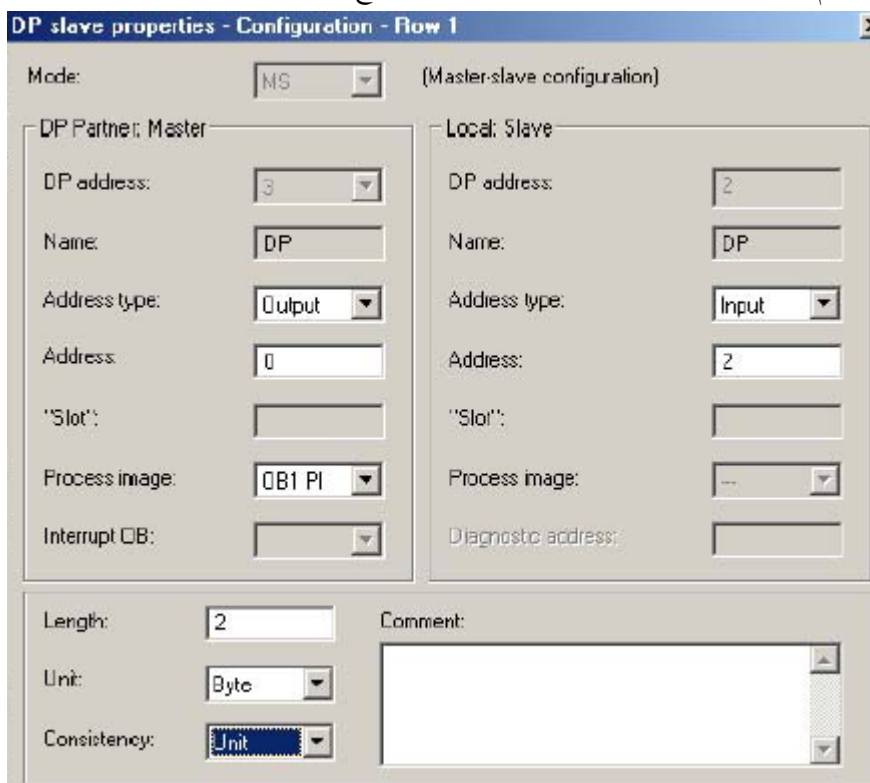 DP slave properties - Configuration - Row 1
Mode: MS (Master-slave configuration)
DP Partner: Master
DP address: 3
Name: DP
Address type: Output
Address: 0
"Slot":
Process image: OB1 PI
Interrupt OB:
Local: Slave
DP address: 2
Name: DP
Address type: Input
Address: 2
"Slot":
Process image: ---
Diagnostic address:
Length: 2
Unit: Byte
Consistency: Unit
Comment: